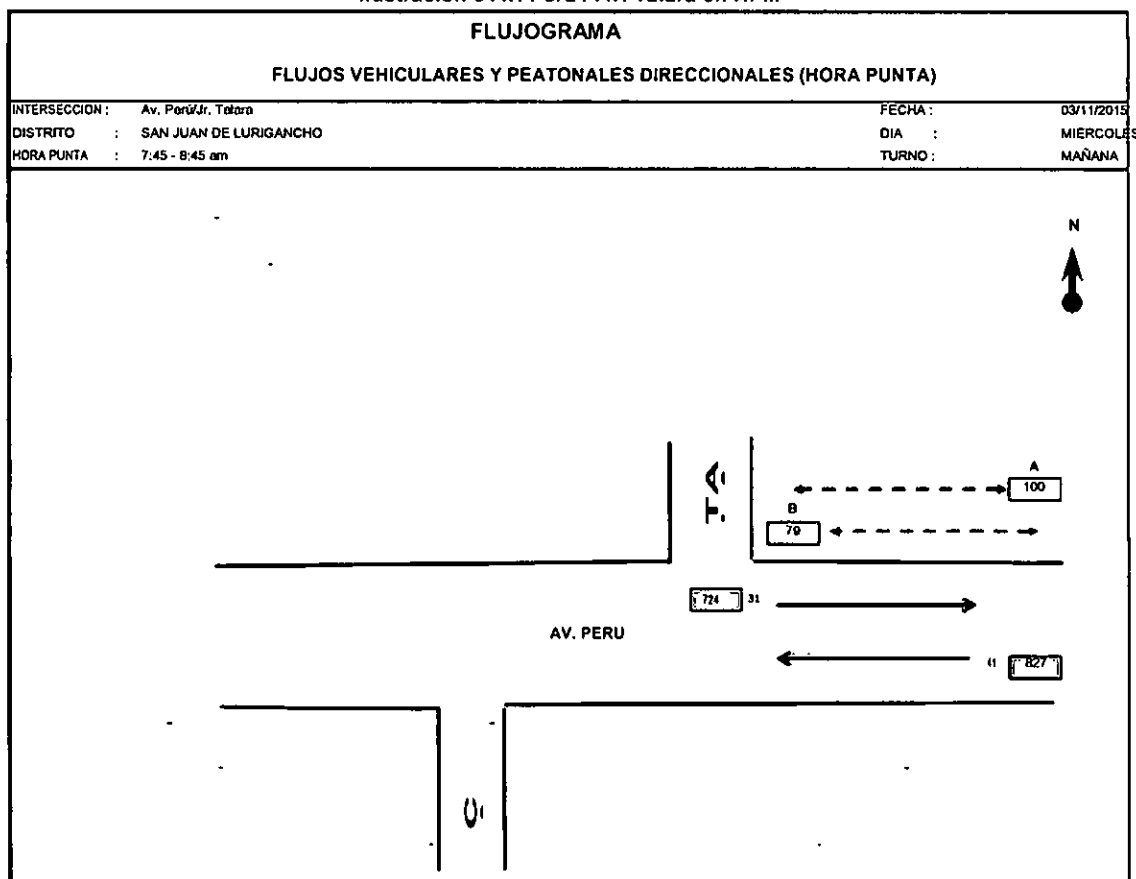 FLUJOGRAMA
FLUJOS VEHICULARES Y PEATONALES DIRECCIONALES (HORA PUNTA)
INTERSECCION : Av. Perú/Jr. Talara FECHA : 03/11/2015
DISTRITO : SAN JUAN DE LURIGANCHO DIA : MIERCOLES
HORA PUNTA : 7:45 - 8:45 am TURNO : MAÑANA
N
A
100
B
79
724 31
AV. PERU
827